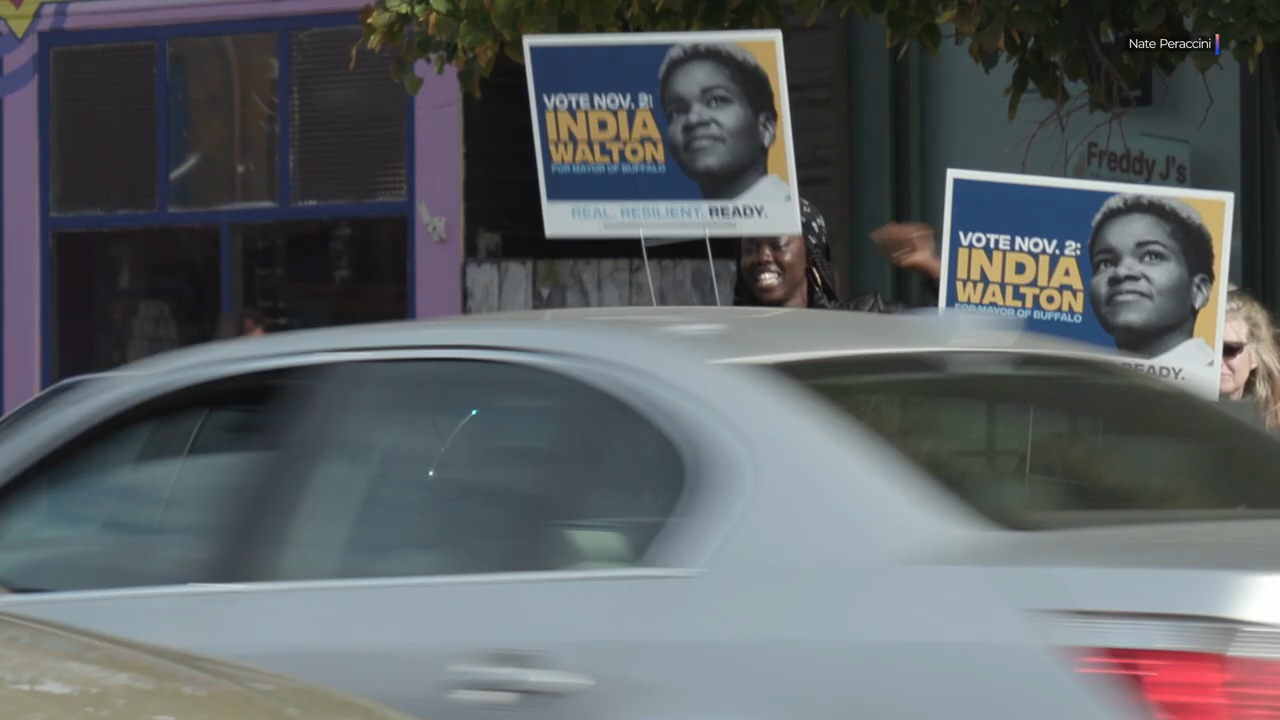 Nate Peraccini
VOTE NOV. 2:
INDIA
WALTON
FOR MAYOR OF BUFFALO
REAL. RESILIENT. READY.
Freddy J's
VOTE NOV. 2:
INDIA
WALTON
FOR MAYOR OF BUFFALO
READY.